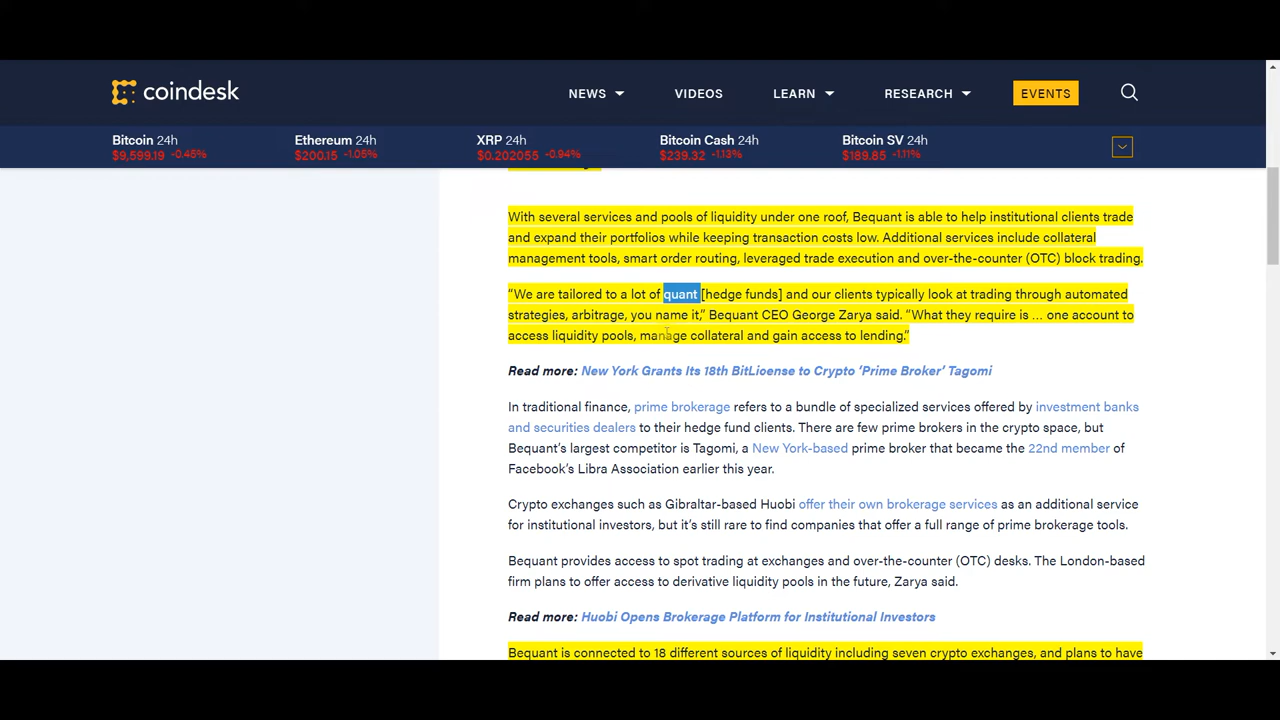 coindesk
NEWS VIDEOS LEARN RESEARCH EVENTS
Bitcoin 24h Ethereum 24h XRP 24h Bitcoin Cash 24h Bitcoin SV 24h
$9,599.19 -0.45% $200.15 -1.05% $0.202055 -0.94% $239.32 -1.13% $189.85 -1.11%
With several services and pools of liquidity under one roof, Bequant is able to help institutional clients trade
and expand their portfolios while keeping transaction costs low. Additional services include collateral
management tools, smart order routing, leveraged trade execution and over-the-counter (OTC) block trading.
“We are tailored to a lot of quant [hedge funds] and our clients typically look at trading through automated
strategies, arbitrage, you name it,” Bequant CEO George Zarya said. “What they require is … one account to
access liquidity pools, manage collateral and gain access to lending.”
Read more: New York Grants Its 18th BitLicense to Crypto ‘Prime Broker’ Tagomi
In traditional finance, prime brokerage refers to a bundle of specialized services offered by investment banks
and securities dealers to their hedge fund clients. There are few prime brokers in the crypto space, but
Bequant’s largest competitor is Tagomi, a New York-based prime broker that became the 22nd member of
Facebook’s Libra Association earlier this year.
Crypto exchanges such as Gibraltar-based Huobi offer their own brokerage services as an additional service
for institutional investors, but it’s still rare to find companies that offer a full range of prime brokerage tools.
Bequant provides access to spot trading at exchanges and over-the-counter (OTC) desks. The London-based
firm plans to offer access to derivative liquidity pools in the future, Zarya said.
Read more: Huobi Opens Brokerage Platform for Institutional Investors
Bequant is connected to 18 different sources of liquidity including seven crypto exchanges, and plans to have